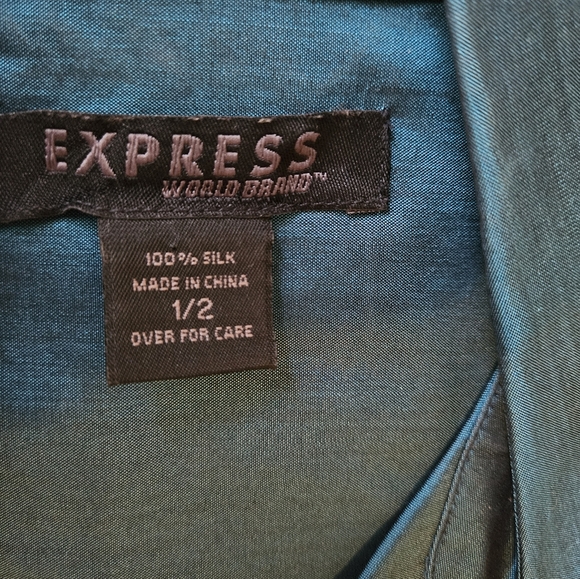 EXPRESS
WORLD BRAND™
100% SILK
MADE IN CHINA
1/2
OVER FOR CARE